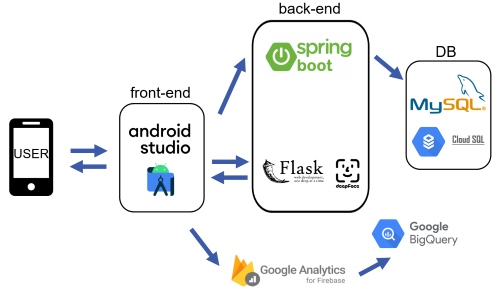 back-end
spring
boot
DB
MySQL
Cloud SQL
front-end
android
studio
USER
Flask
web development,
one drop at a time
deepFace
Google
BigQuery
Google Analytics
for Firebase